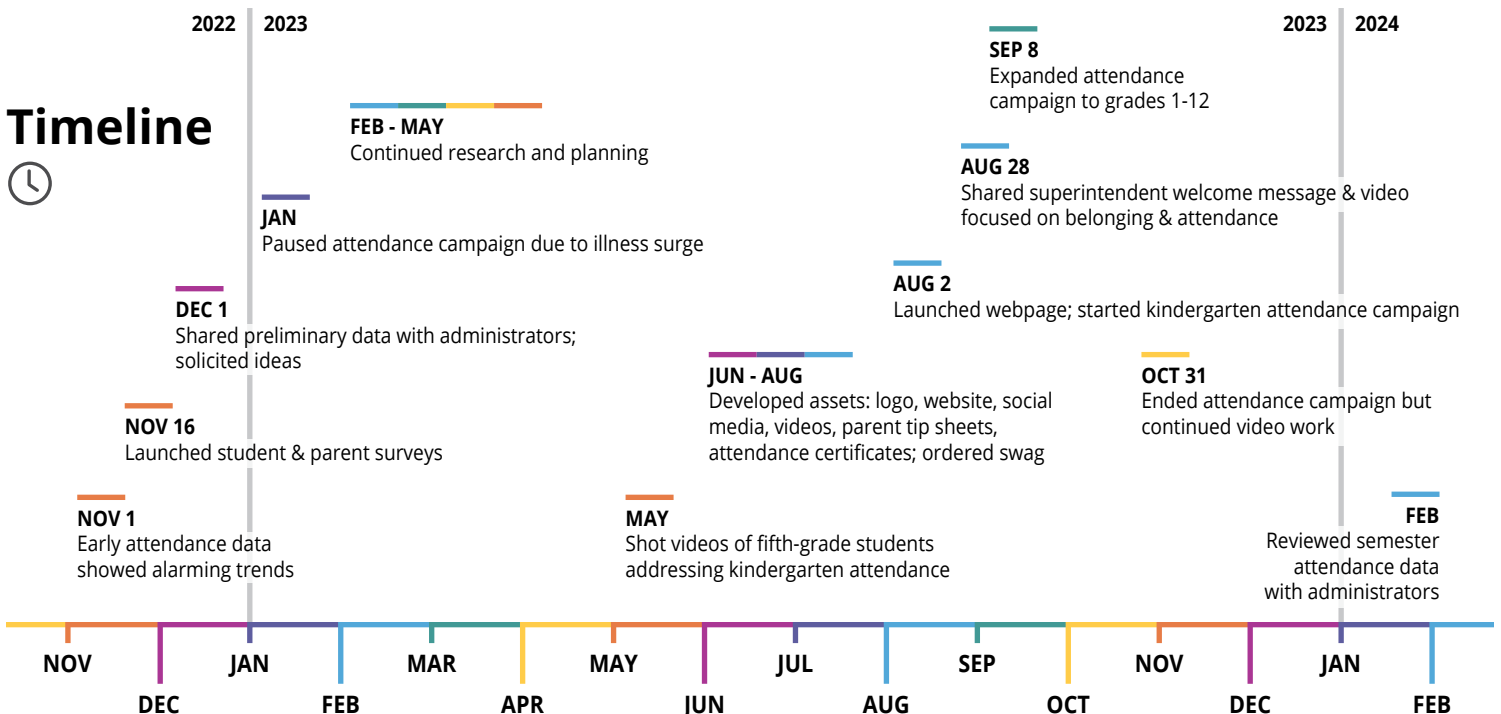 2022
2023
2023
2024
Timeline
NOV 1
Early attendance data
showed alarming trends
NOV 16
Launched student & parent surveys
DEC 1
Shared preliminary data with administrators;
solicited ideas
JAN
Paused attendance campaign due to illness surge
FEB - MAY
Continued research and planning
MAY
Shot videos of fifth-grade students
addressing kindergarten attendance
JUN - AUG
Developed assets: logo, website, social
media, videos, parent tip sheets,
attendance certificates; ordered swag
AUG 2
Launched webpage; started kindergarten attendance campaign
AUG 28
Shared superintendent welcome message & video
focused on belonging & attendance
SEP 8
Expanded attendance
campaign to grades 1-12
OCT 31
Ended attendance campaign but
continued video work
FEB
Reviewed semester
attendance data
with administrators
NOV
DEC
JAN
FEB
MAR
APR
MAY
JUN
JUL
AUG
SEP
OCT
NOV
DEC
JAN
FEB